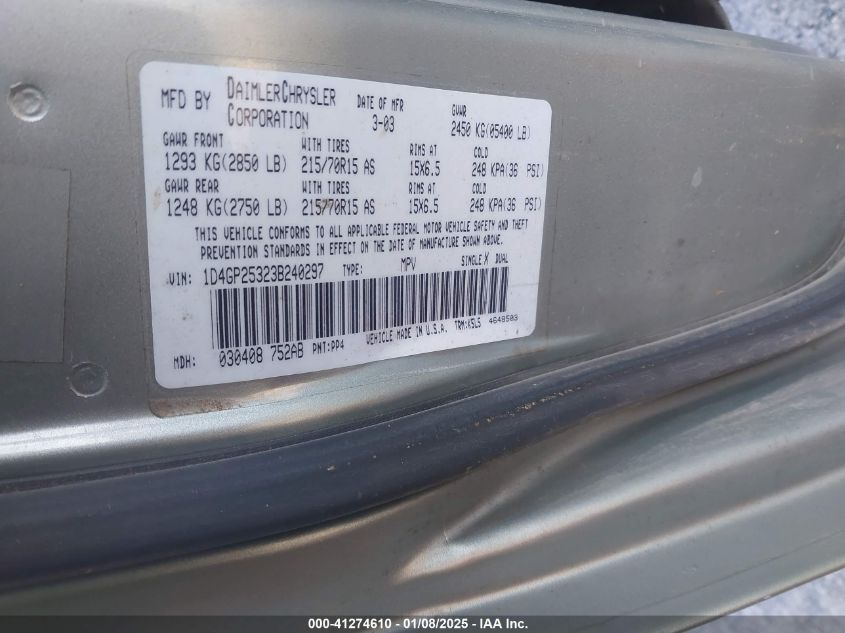 MFD BY DAIMLERCHRYSLER CORPORATION DATE OF MFR 3-03 GVWR 2450 KG(05400 LB)
GAWR FRONT WITH TIRES RIMS AT COLD
1293 KG(2850 LB) 215/70R15 AS 15X6.5 248 KPA(36 PSI)
GAWR REAR WITH TIRES RIMS AT COLD
1248 KG(2750 LB) 215/70R15 AS 15X6.5 248 KPA(36 PSI)
THIS VEHICLE CONFORMS TO ALL APPLICABLE FEDERAL MOTOR VEHICLE SAFETY AND THEFT
PREVENTION STANDARDS IN EFFECT ON THE DATE OF MANUFACTURE SHOWN ABOVE.
VIN: 1D4GP25323B240297 TYPE: MPV SINGLE X DUAL
MDH: 030408 752AB PNT:PP4 VEHICLE MADE IN U.S.A. TRM:K5L5 4648503
000-41274610 - 01/08/2025 - IAA Inc.